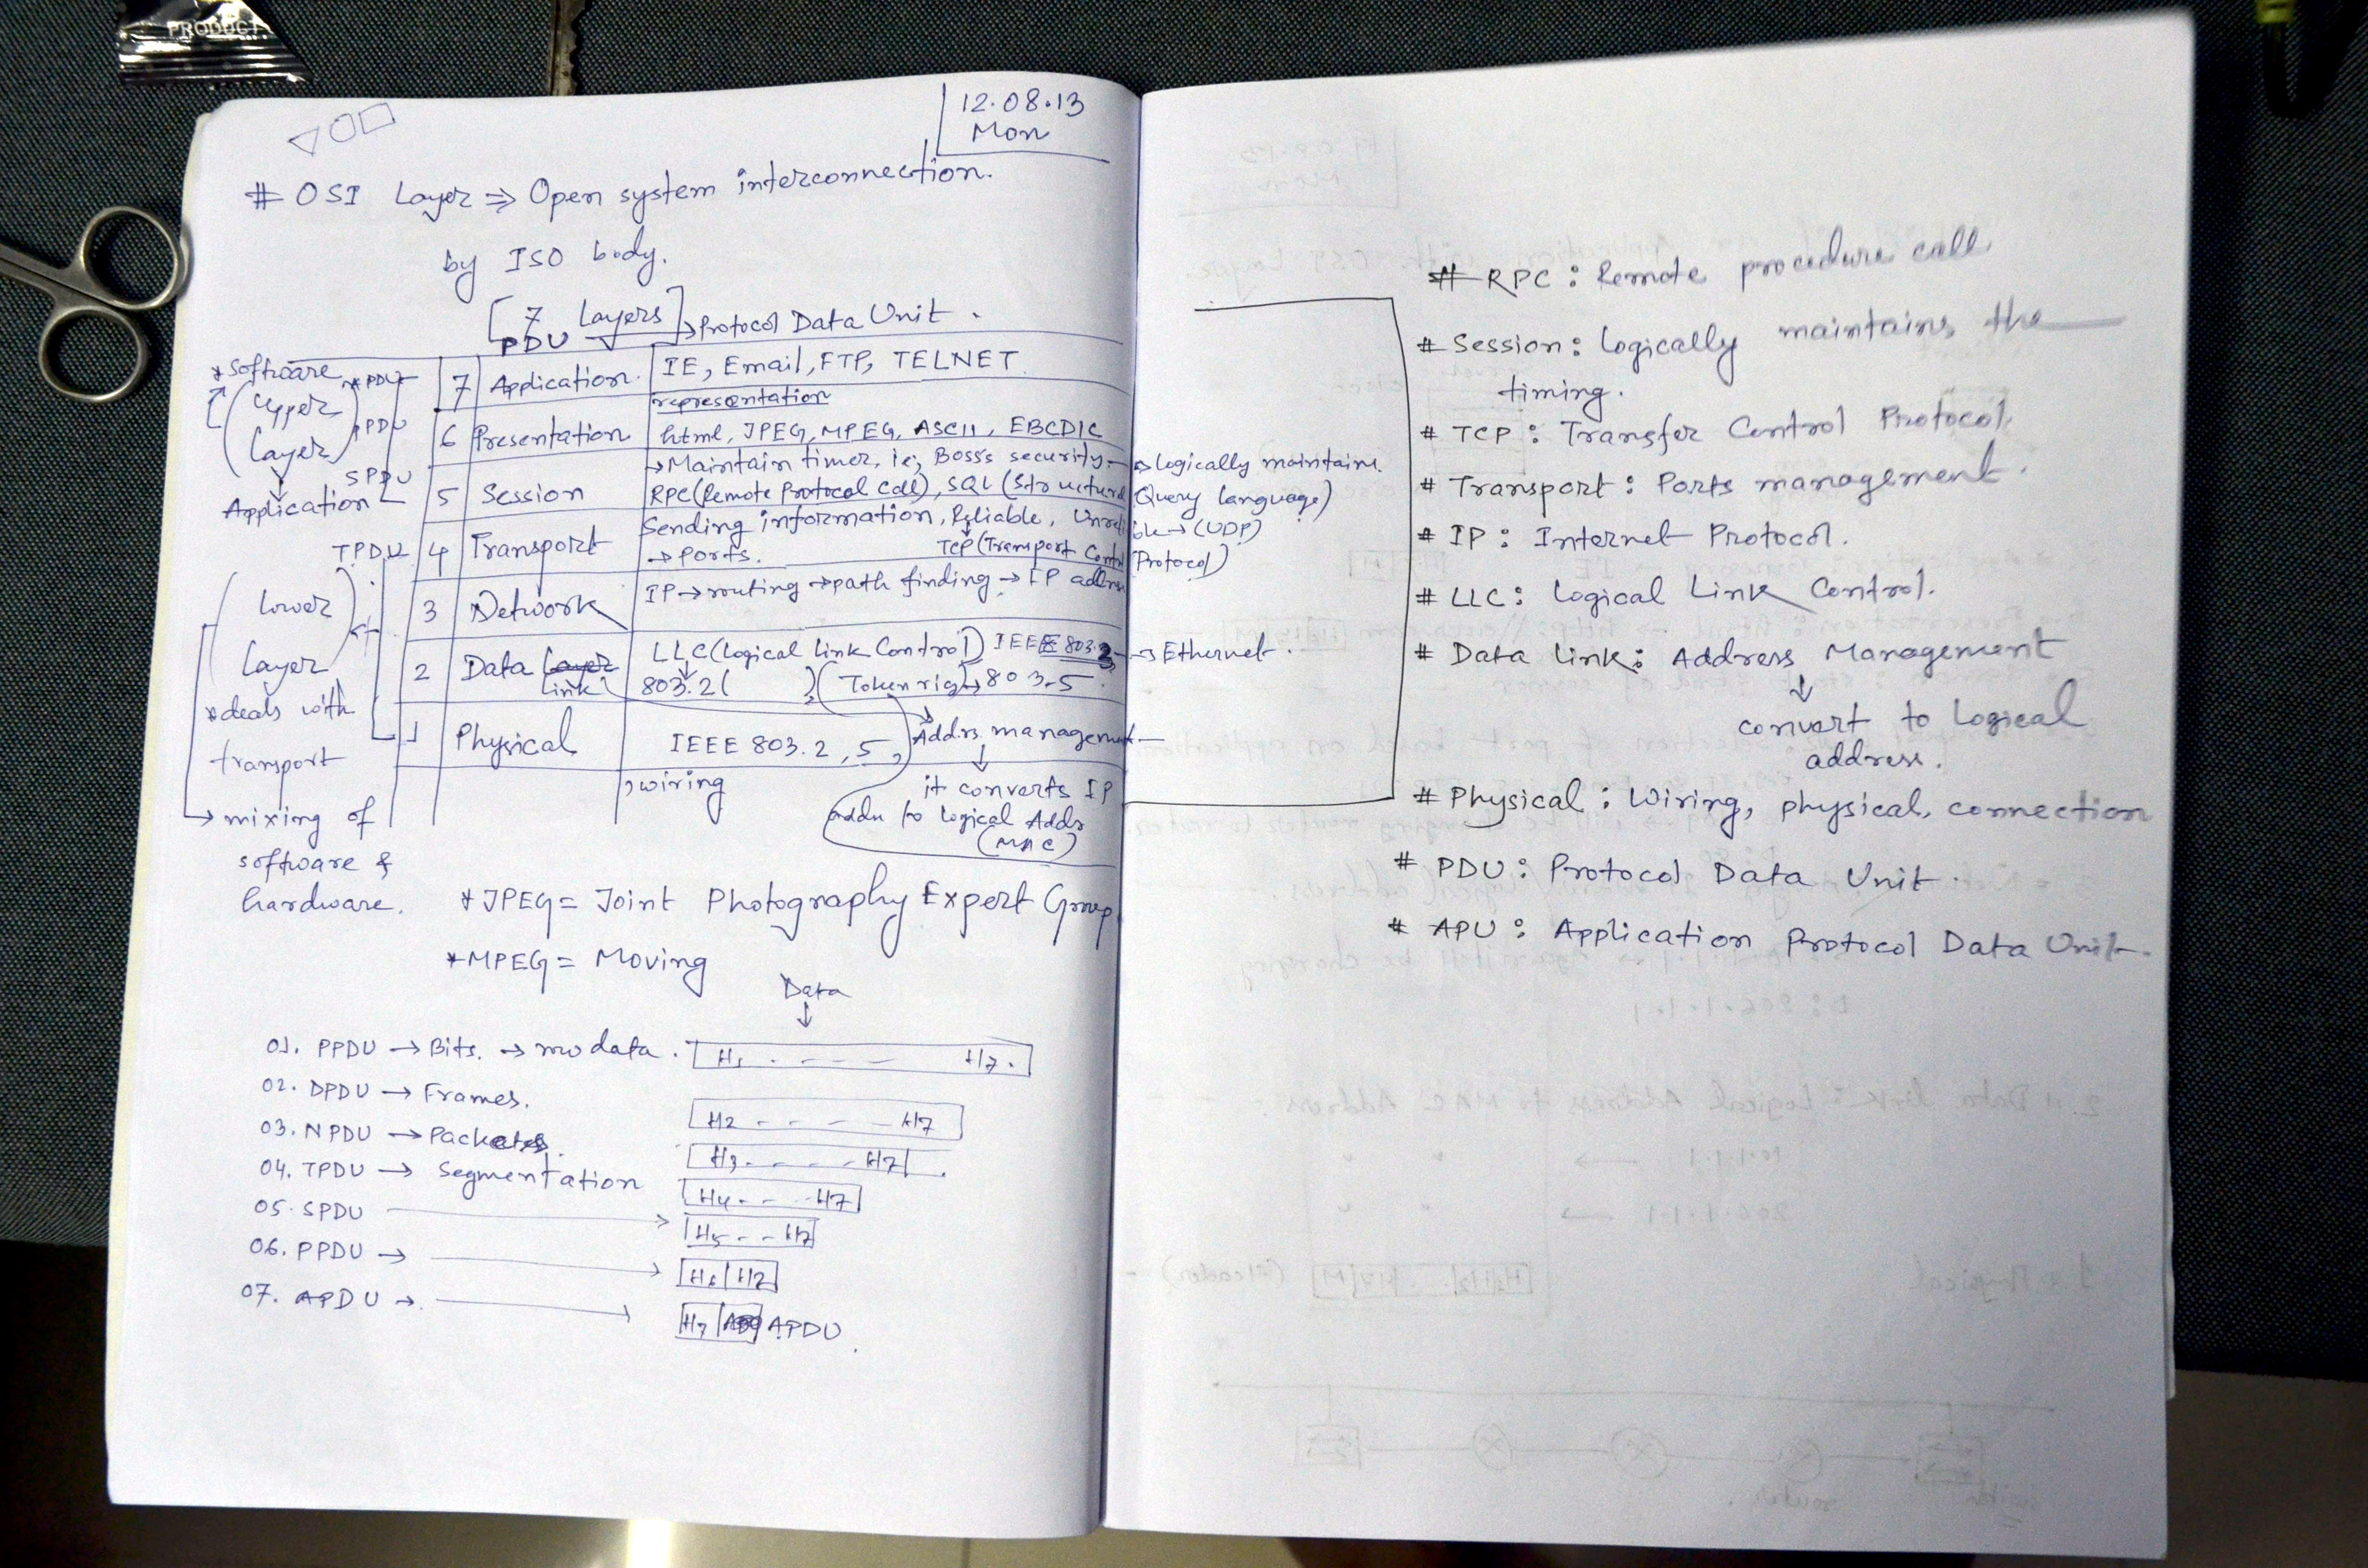 PRODUCT
12.08.13
Mon
# OSI Layer ⇒ Open system interconnection.
by ISO body.
[7 Layers]
PDU → Protocol Data Unit.
* Software
(Upper Layer)
↓
Application
PDU
SPDU
TPDU
(Lower Layer)
* deals with
transport
→ mixing of
software &
hardware.
7 Application. IE, Email, FTP, TELNET
representation
6 Presentation html, JPEG, MPEG, ASCII, EBCDIC
→ Maintain timer, ie; Boss's security → logically maintains.
5 Session RPC (Remote Protocol Call), SQL (Structured Query language)
Sending information, Reliable, Unreliable → (UDP)
4 Transport → Ports. TCP (Transport Control Protocol)
3 Network IP → routing → path finding → IP address
2 Data Layer Link LLC (Logical Link Control) IEEE 803.2 → Ethernet.
803.2 ( ), (Token rig) → 803.5
1 Physical IEEE 803.2, 5,
, wiring
Addrs. management
↓
it converts IP
addr to Logical Addr
(MAC)
* JPEG = Joint Photography Expert Group
* MPEG = Moving
Data
↓
01. PPDU → Bits. → data. H1 . - - - H7.
02. DPDU → Frames. H2 - - - - H7
03. NPDU → Packets. H3 - - - - H7
04. TPDU → Segmentation H4 - - - H7
05. SPDU → H5 - - H7
06. PPDU → H6 H7
07. APDU → H7 APDU
# RPC : Remote procedure call
# Session : Logically maintains the
timing.
# TCP : Transfer Control Protocol.
# Transport : Ports management.
# IP : Internet Protocol.
# LLC : Logical Link Control.
# Data Link : Address Management
↓
convert to Logical
address.
# Physical : Wiring, physical, connection
# PDU : Protocol Data Unit.
# APU : Application Protocol Data Unit.